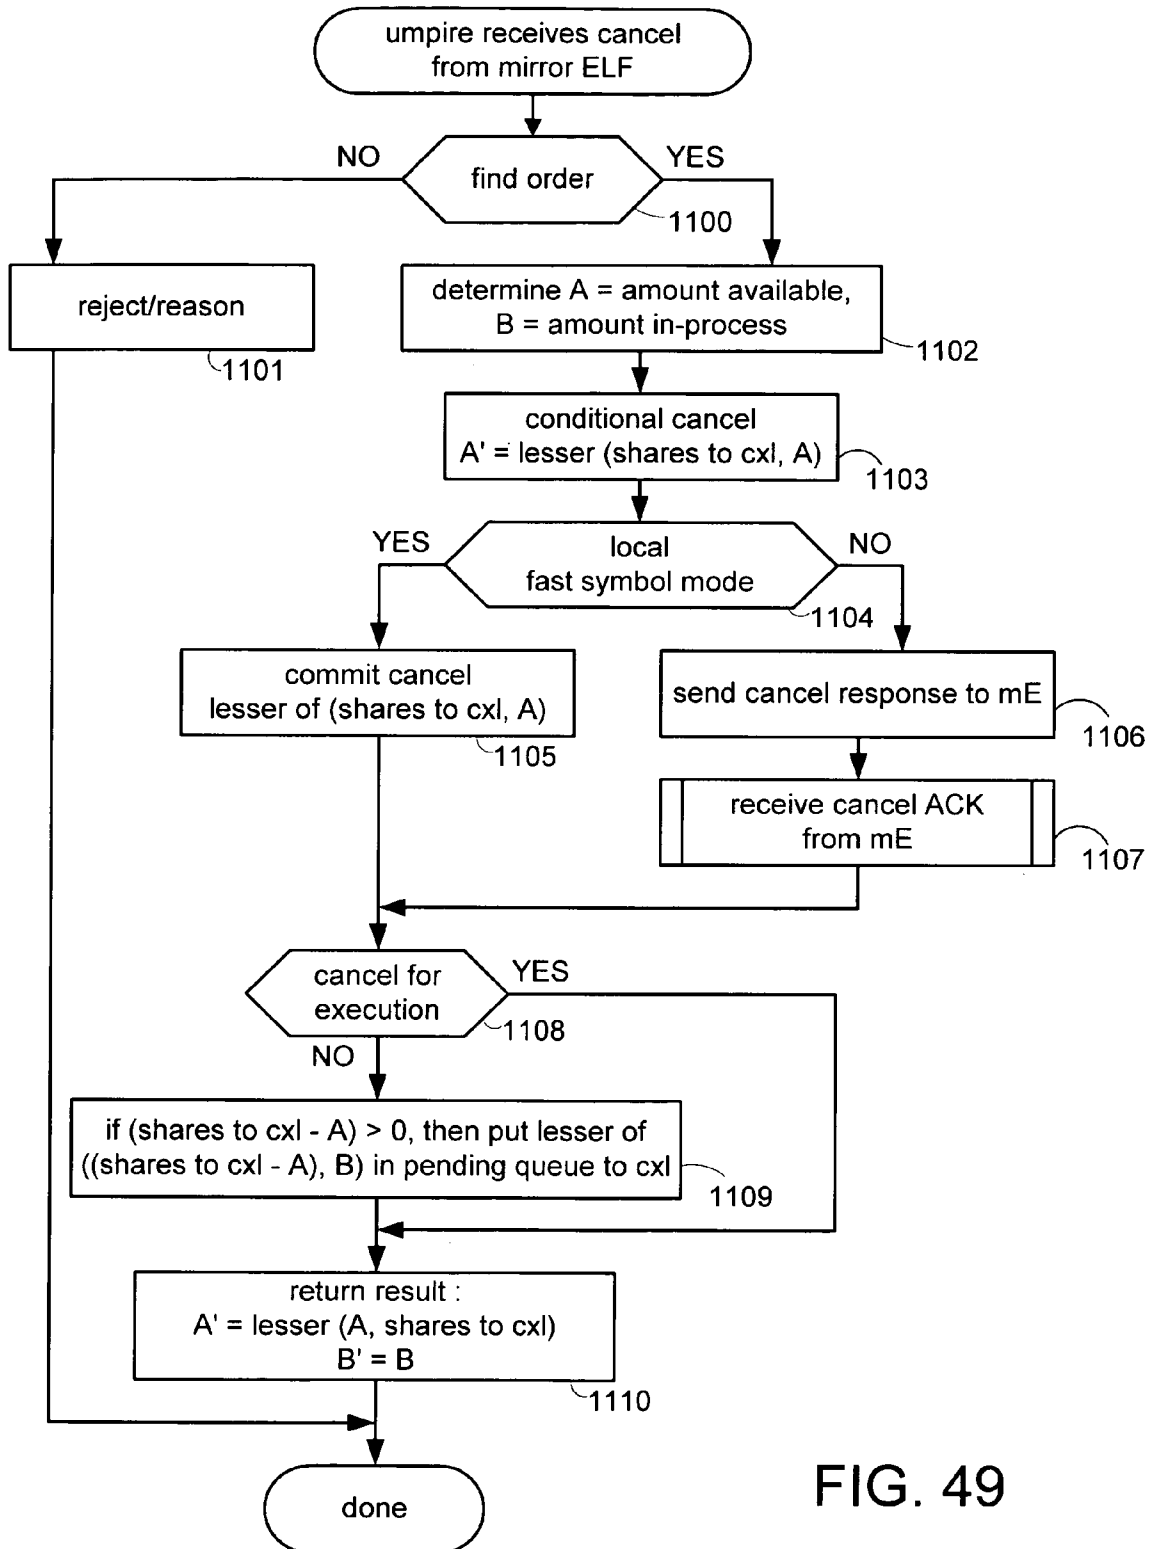 umpire receives cancel
from mirror ELF
NO
YES
find order
1100
reject/reason
1101
determine A = amount available,
B = amount in-process
1102
conditional cancel
A' = lesser (shares to cxl, A)
1103
YES
NO
local
fast symbol mode
1104
commit cancel
lesser of (shares to cxl, A)
1105
send cancel response to mE
1106
receive cancel ACK
from mE
1107
cancel for
execution
YES
1108
NO
if (shares to cxl - A) > 0, then put lesser of
((shares to cxl - A), B) in pending queue to cxl
1109
return result :
A' = lesser (A, shares to cxl)
B' = B
1110
done
FIG. 49